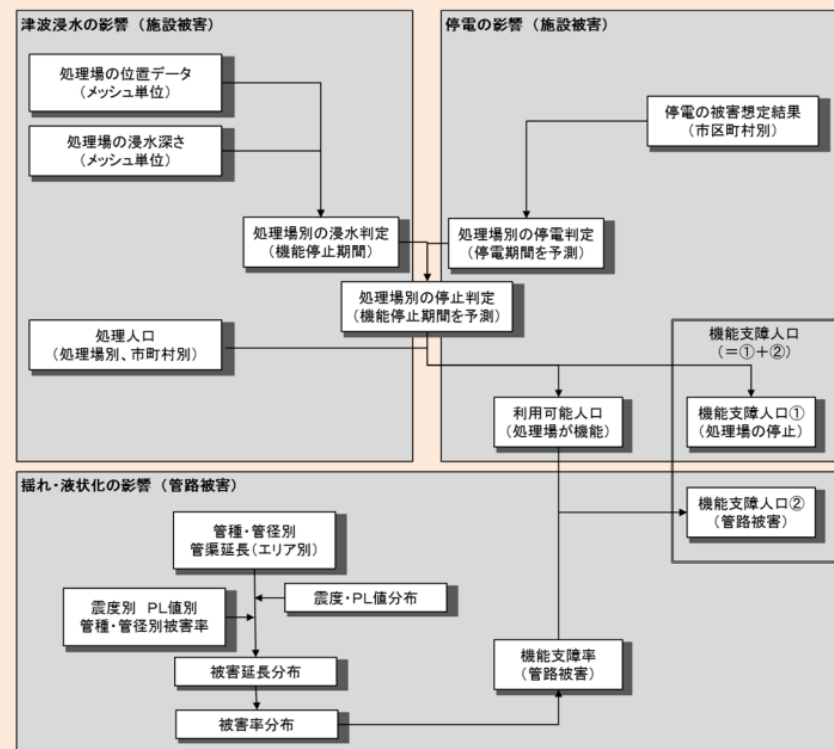 津波浸水の影響（施設被害）
処理場の位置データ
（メッシュ単位）
処理場の浸水深さ
（メッシュ単位）
処理場別の浸水判定
（機能停止期間）
停電の影響（施設被害）
停電の被害想定結果
（市区町村別）
処理場別の停電判定
（停電期間を予測）
処理場別の停止判定
（機能停止期間を予測）
処理人口
（処理場別、市町村別）
機能支障人口
（＝①＋②）
利用可能人口
（処理場が機能）
機能支障人口①
（処理場の停止）
揺れ・液状化の影響（管路被害）
機能支障人口②
（管路被害）
管種・管径別
管渠延長（エリア別）
震度・PL値分布
震度別　PL値別
管種・管径別被害率
被害延長分布
機能支障率
（管路被害）
被害率分布